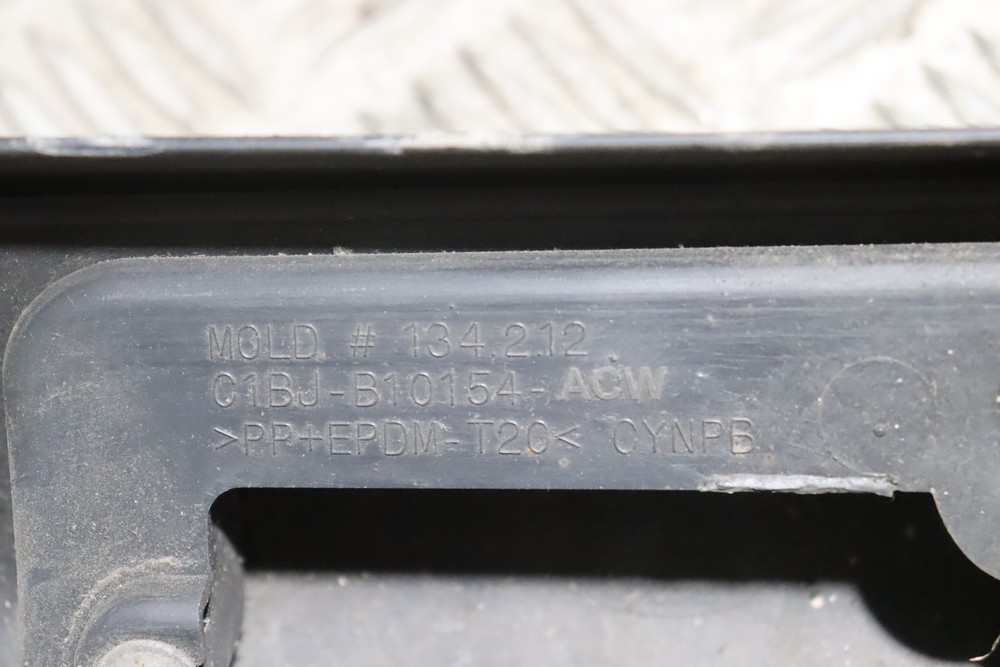 MOLD # 134.212
C1BJ-B10154-ACW
>PP+EPDM-T20< CYNPB